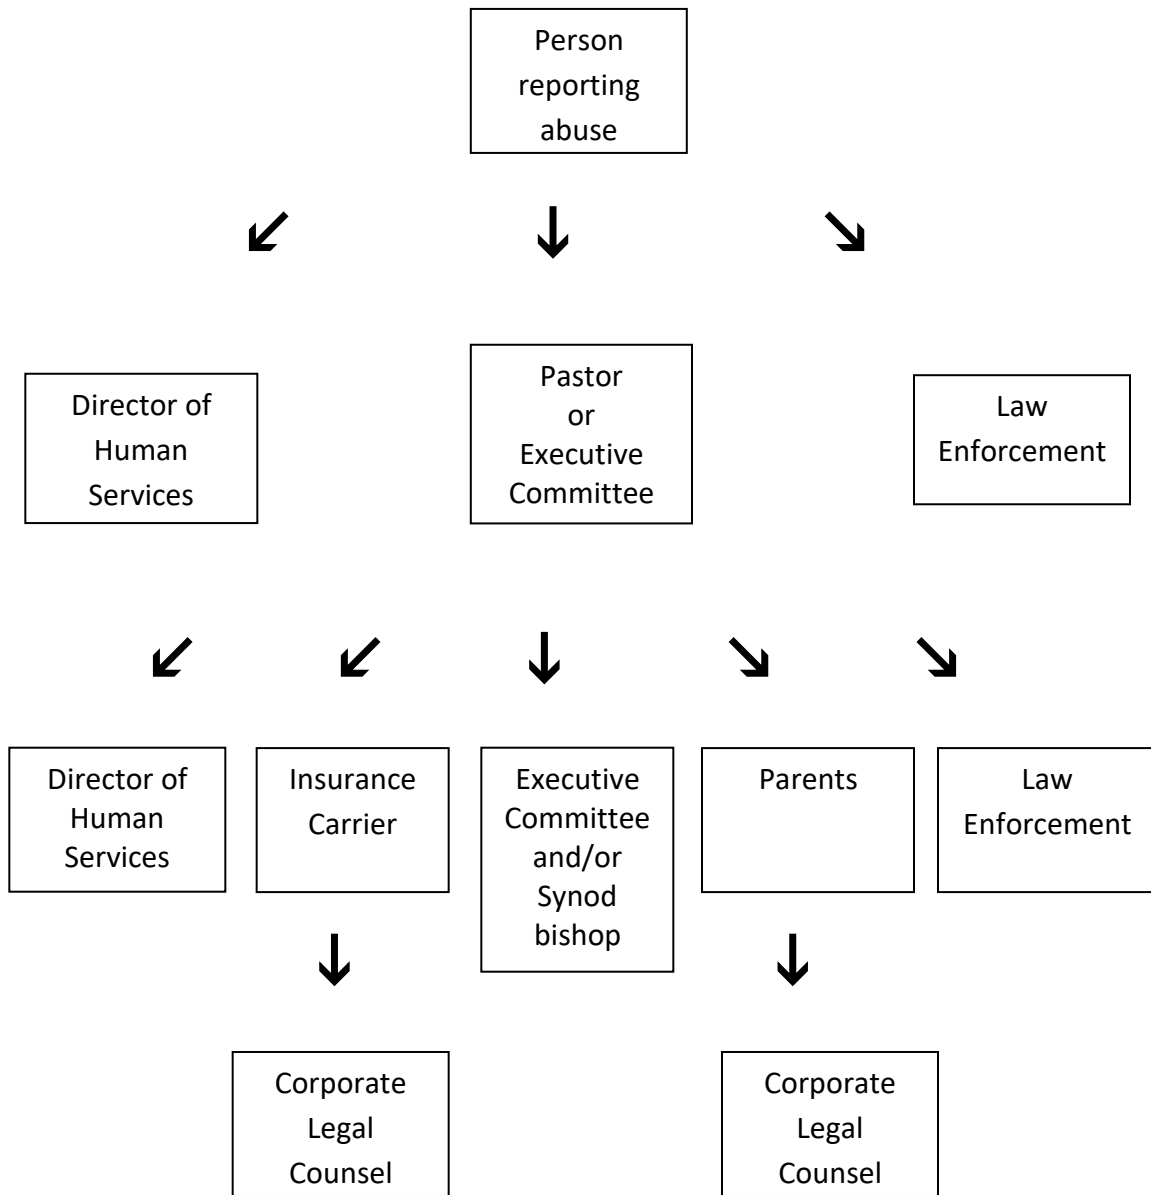 Person
reporting
abuse
Director of
Human
Services
Pastor
or
Executive
Committee
Law
Enforcement
Director of
Human
Services
Insurance
Carrier
Executive
Committee
and/or
Synod
bishop
Parents
Law
Enforcement
Corporate
Legal
Counsel
Corporate
Legal
Counsel